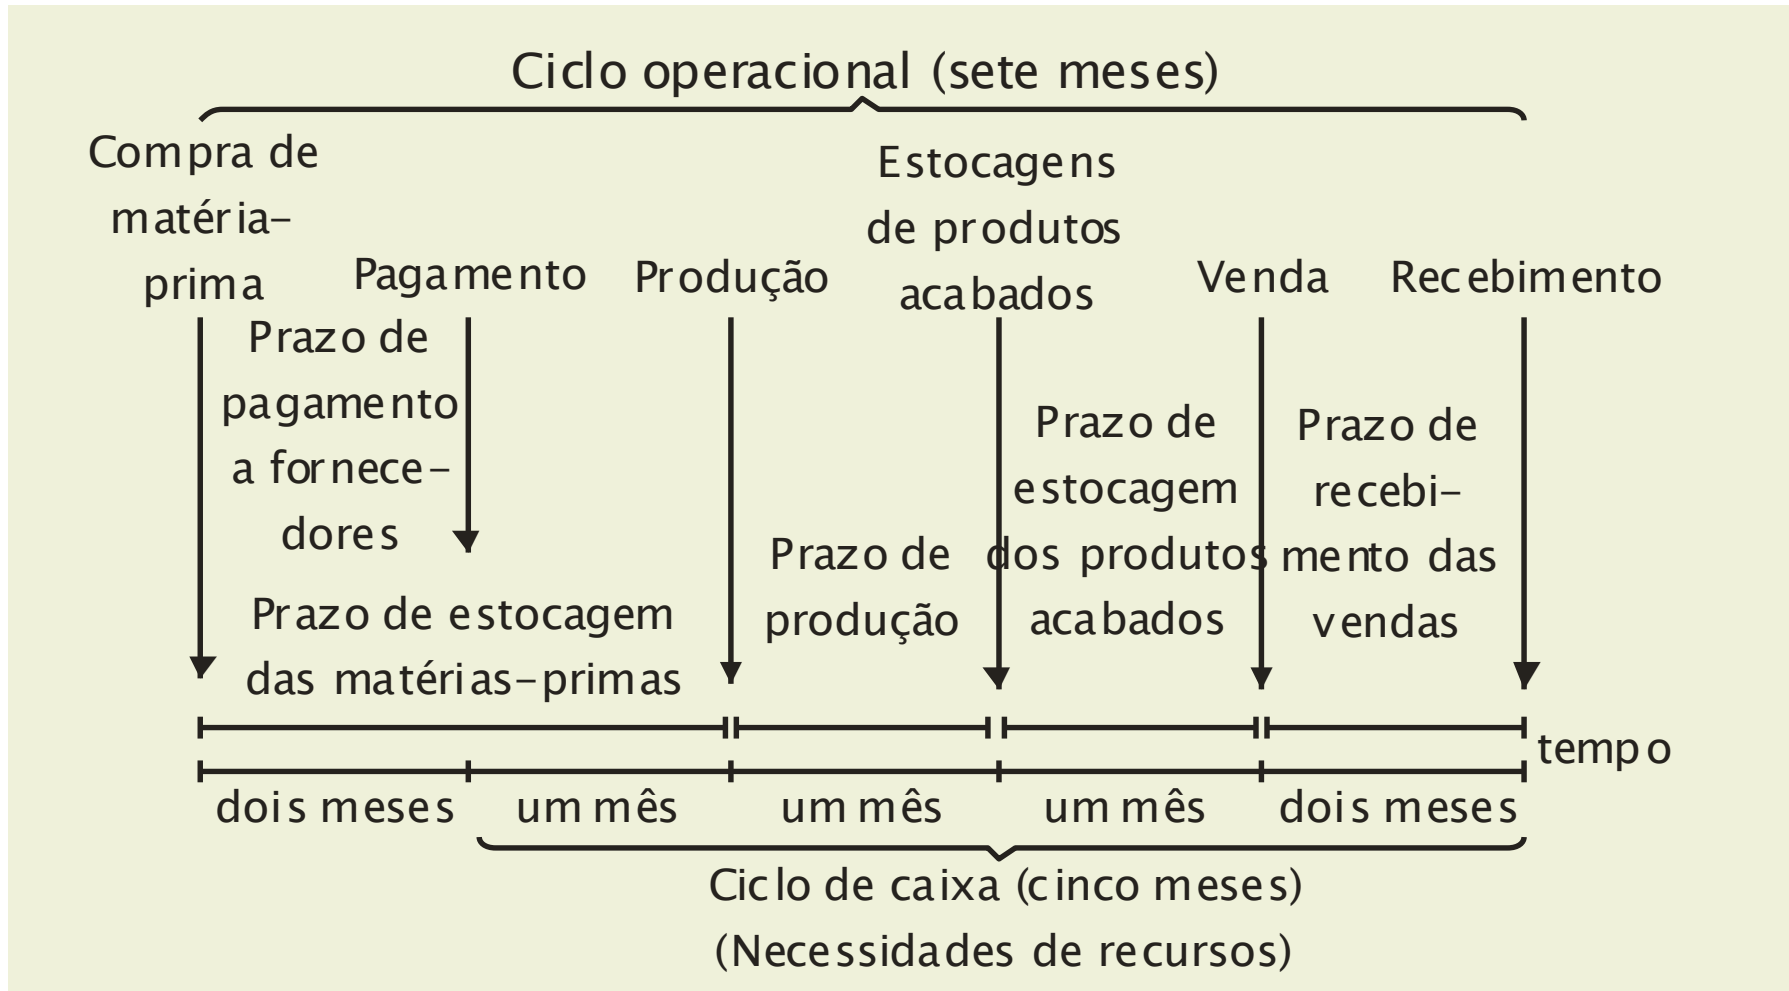 Ciclo operacional (sete meses)
Compra de
matéria-
prima
Pagamento
Produção
Estocagens
de produtos
acabados
Venda
Recebimento
Prazo de
pagamento
a fornece-
dores
Prazo de estocagem
das matérias-primas
Prazo de
produção
Prazo de
estocagem
dos produtos
acabados
Prazo de
recebi-
mento das
vendas
tempo
dois meses
um mês
um mês
um mês
dois meses
Ciclo de caixa (cinco meses)
(Necessidades de recursos)